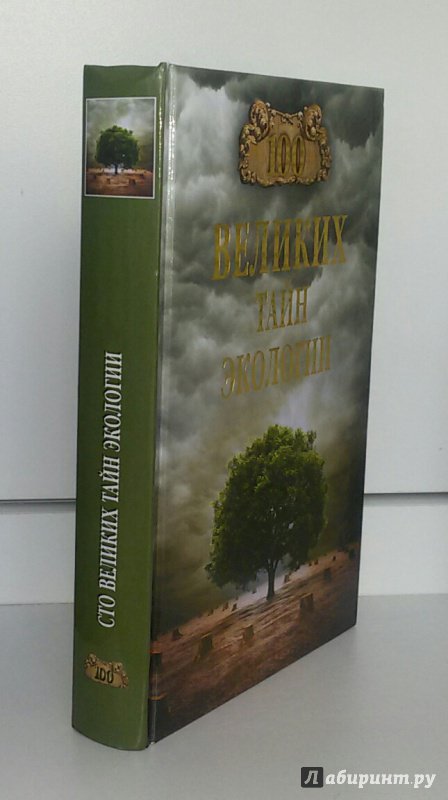 100
ВЕЛИКИХ
ТАЙН
ЭКОЛОГИИ
СТО ВЕЛИКИХ ТАЙН ЭКОЛОГИИ
100
Лабиринт.ру